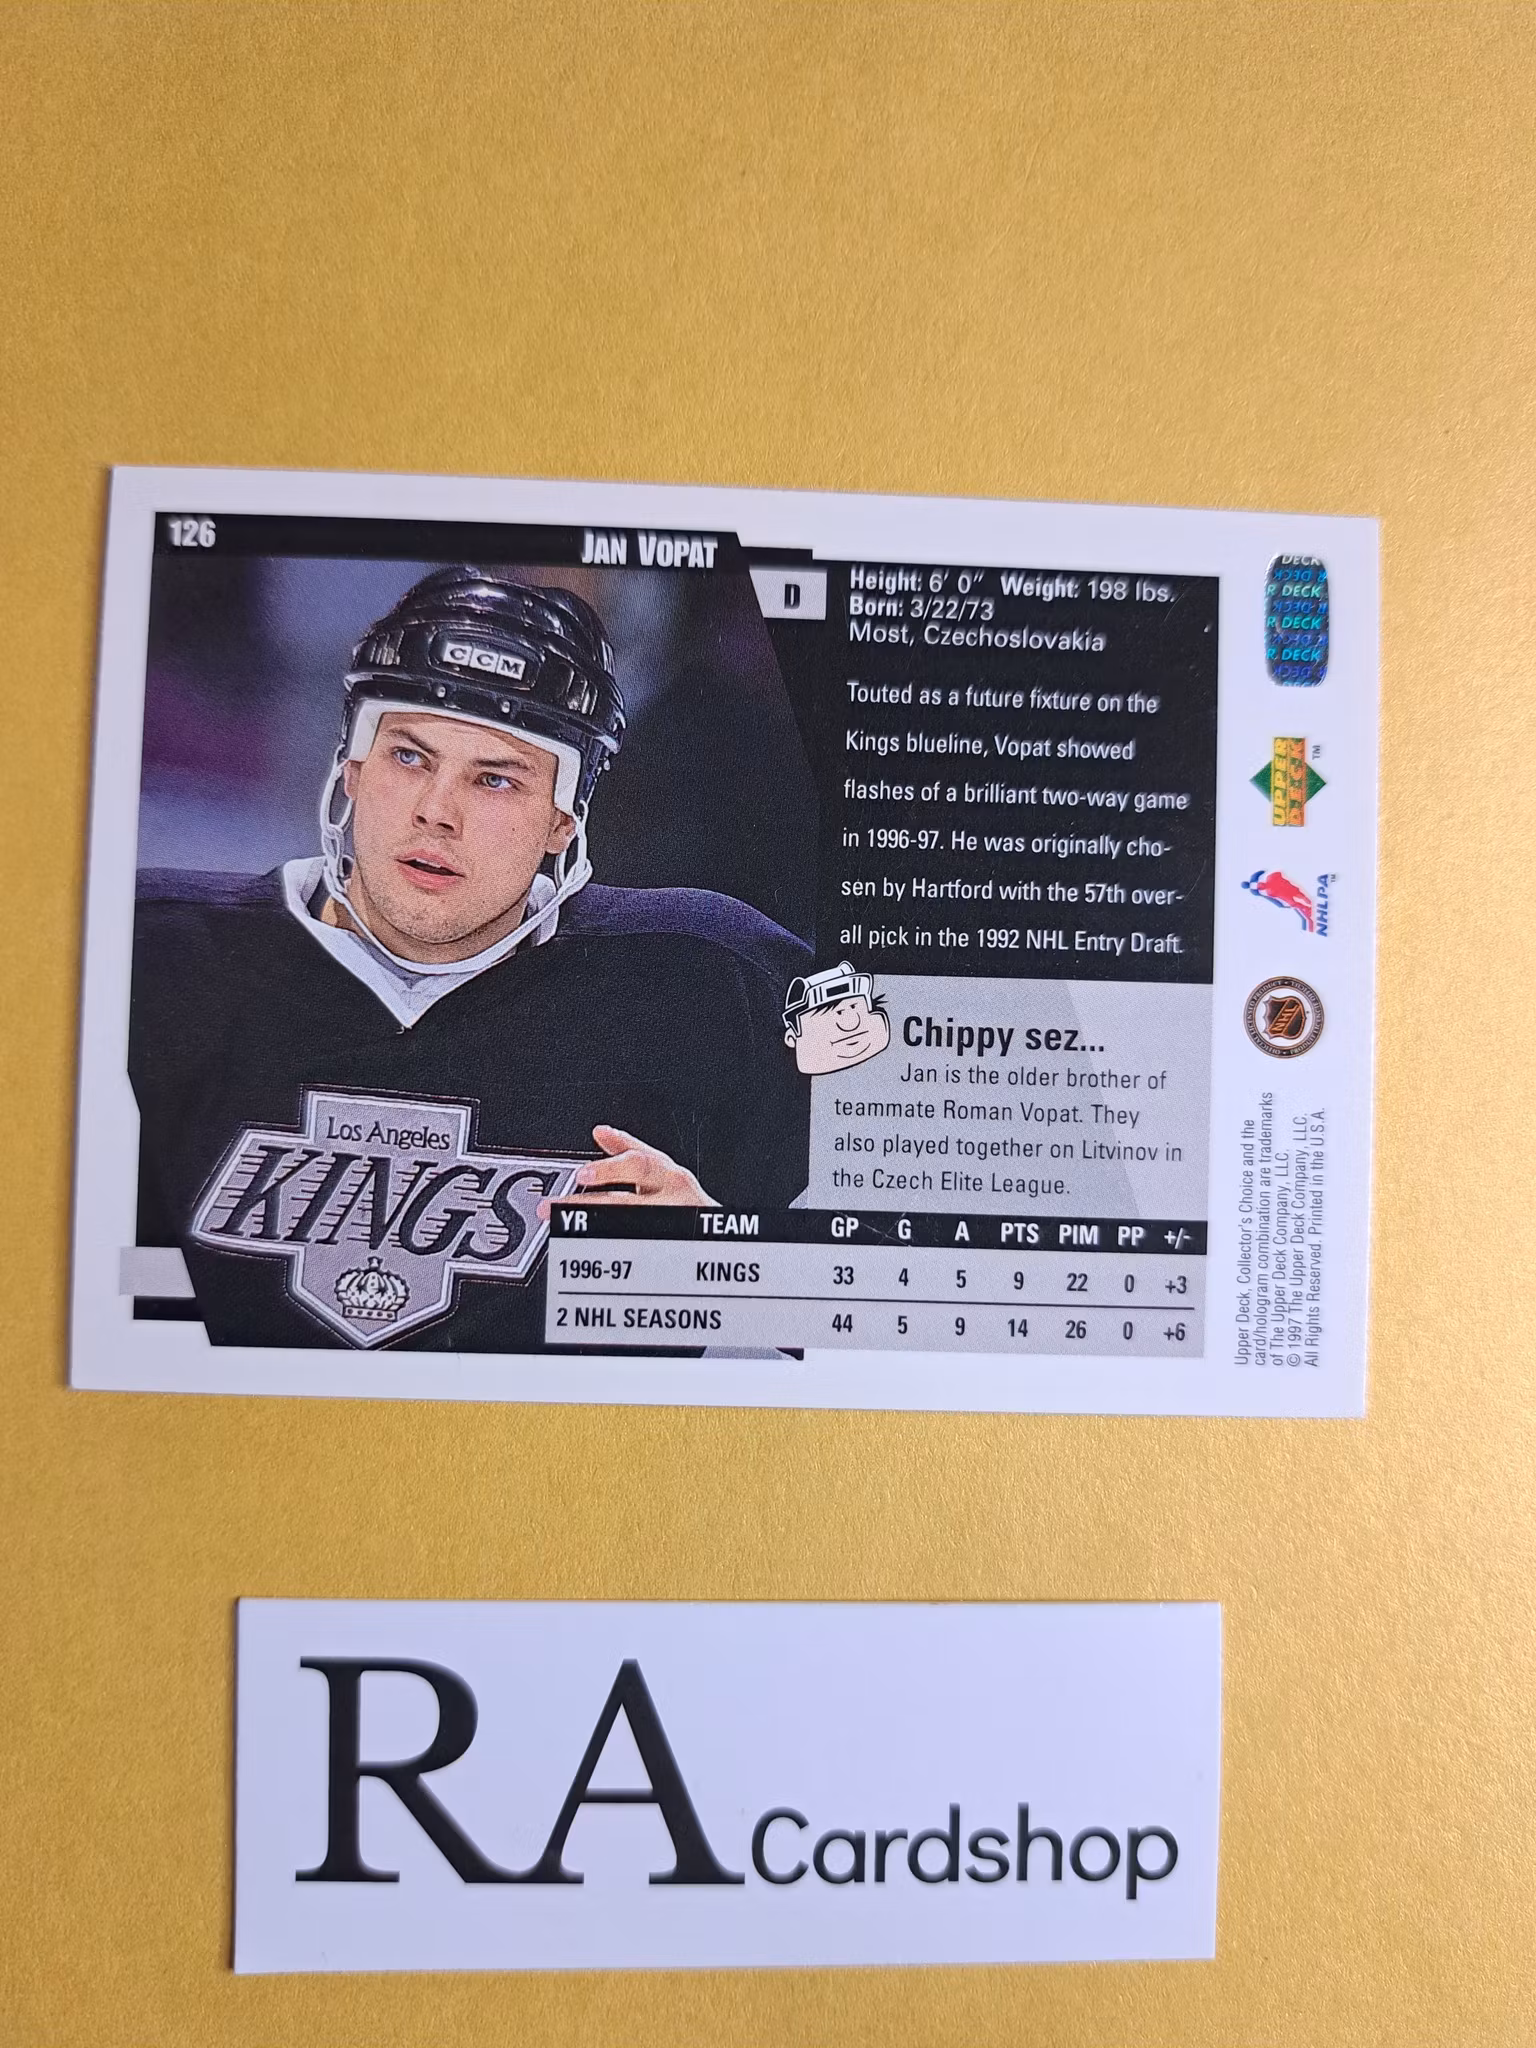 126
JAN VOPAT
D
Height: 6' 0" Weight: 198 lbs.
Born: 3/22/73
Most, Czechoslovakia
Touted as a future fixture on the
Kings blueline, Vopat showed
flashes of a brilliant two-way game
in 1996-97. He was originally cho-
sen by Hartford with the 57th over-
all pick in the 1992 NHL Entry Draft.
Chippy sez...
Jan is the older brother of
teammate Roman Vopat. They
also played together on Litvinov in
the Czech Elite League.
YR TEAM GP G A PTS PIM PP +/-
1996-97 KINGS 33 4 5 9 22 0 +3
2 NHL SEASONS 44 5 9 14 26 0 +6
CCM
Los Angeles
KINGS
DECK
R DECK
R DECK
R DECK
UPPER
DECK™
NHLPA™
NHL
Upper Deck, Collector's Choice and the
card/hologram combination are trademarks
of The Upper Deck Company, LLC.
© 1997 The Upper Deck Company, LLC.
All Rights Reserved. Printed in the U.S.A.
RA Cardshop